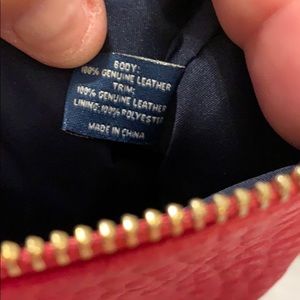 BODY:
100% GENUINE LEATHER
TRIM:
100% GENUINE LEATHER
LINING: 100% POLYESTER
MADE IN CHINA